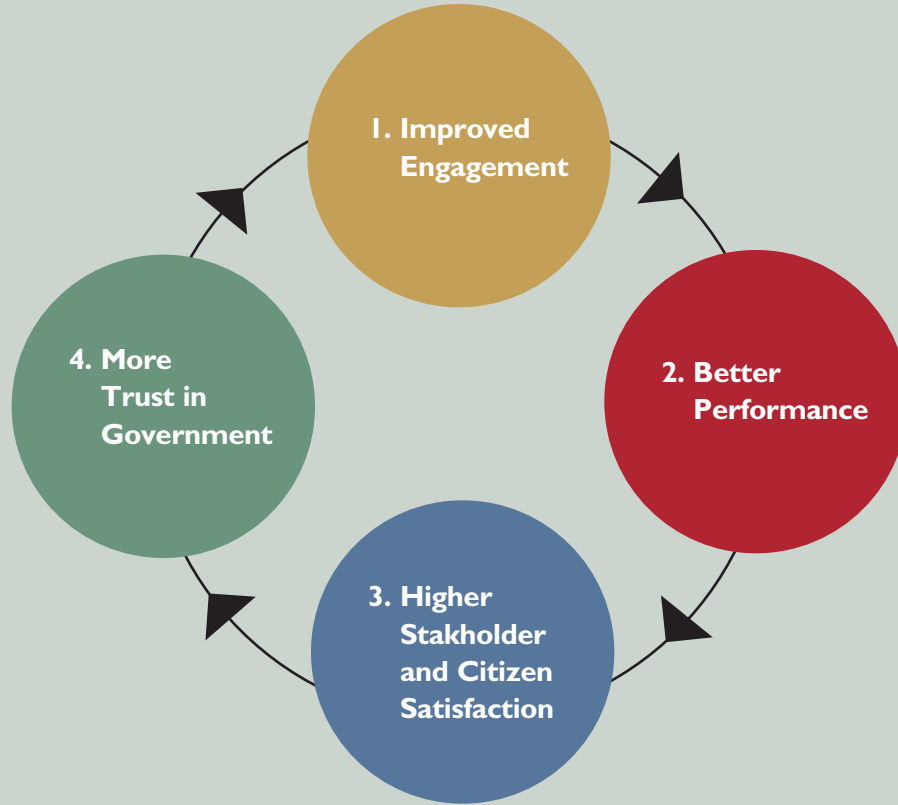 1. Improved
Engagement
2. Better
Performance
3. Higher
Stakholder
and Citizen
Satisfaction
4. More
Trust in
Government